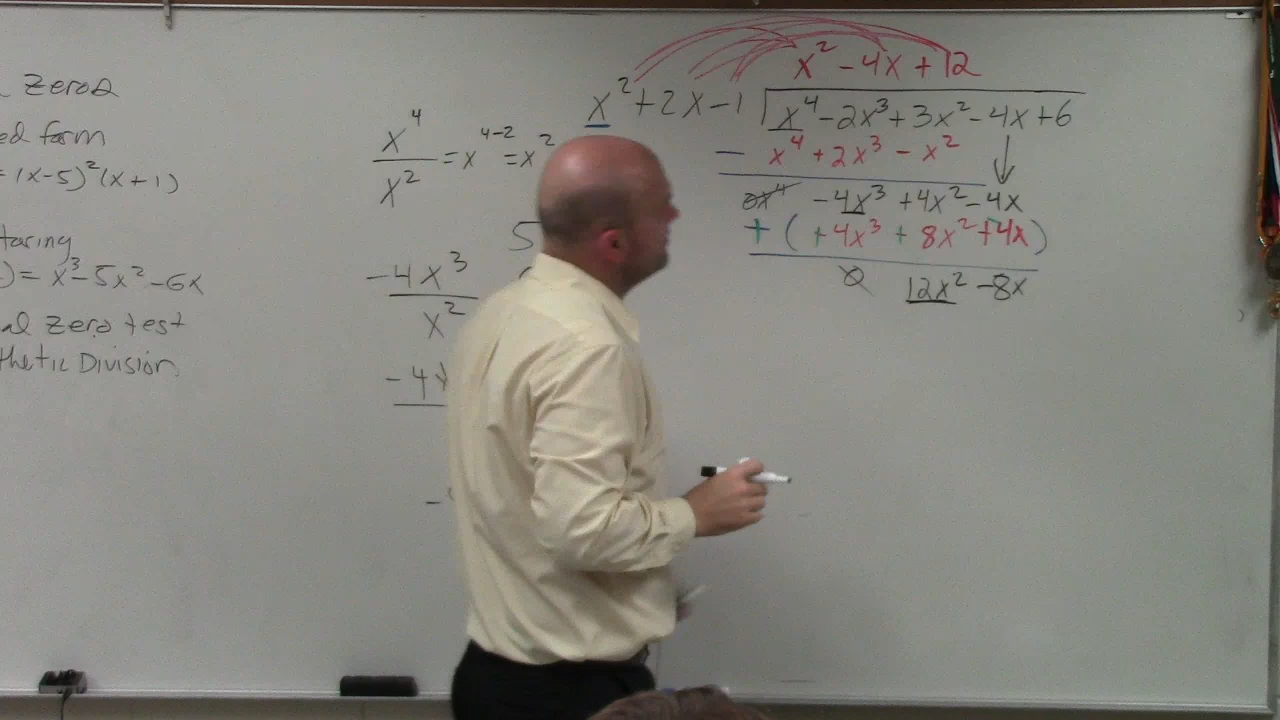 zeros
ed form
= (x-5)²(x+1)
toring
) = x³-5x²-6x
al zero test
thetic Division
x⁴/x² = x⁴⁻² = x²
-4x³/x²
-4x
x² - 4x + 12
x² + 2x - 1 ⟌ x⁴ - 2x³ + 3x² - 4x + 6
- x⁴ + 2x³ - x²
0x⁴ - 4x³ + 4x² - 4x
+ ( + 4x³ + 8x² + 4x )
0 12x² - 8x